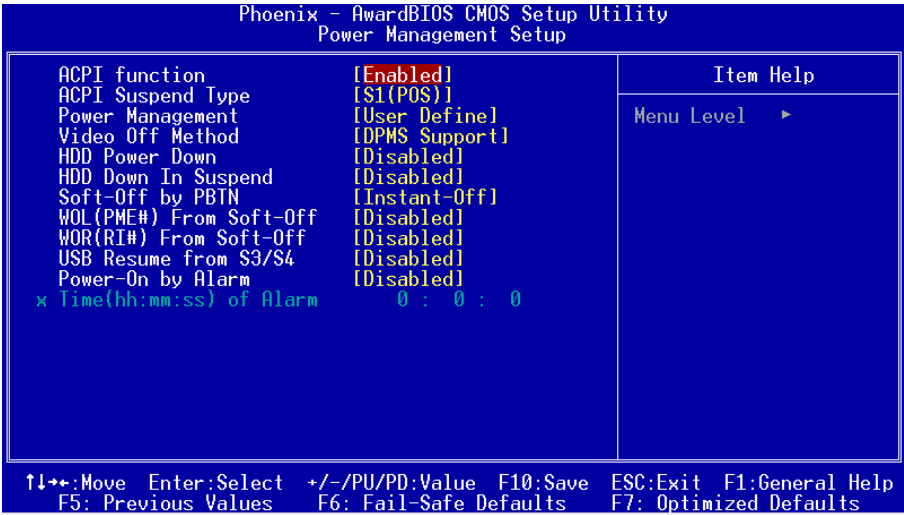 Phoenix - AwardBIOS CMOS Setup Utility
Power Management Setup
ACPI function [Enabled]
ACPI Suspend Type [S1(POS)]
Power Management [User Define]
Video Off Method [DPMS Support]
HDD Power Down [Disabled]
HDD Down In Suspend [Disabled]
Soft-Off by PBTN [Instant-Off]
WOL(PME#) From Soft-Off [Disabled]
WOR(RI#) From Soft-Off [Disabled]
USB Resume from S3/S4 [Disabled]
Power-On by Alarm [Disabled]
x Time(hh:mm:ss) of Alarm 0 : 0 : 0
Item Help
Menu Level ►
↑↓→←:Move Enter:Select +/-/PU/PD:Value F10:Save ESC:Exit F1:General Help
F5: Previous Values F6: Fail-Safe Defaults F7: Optimized Defaults